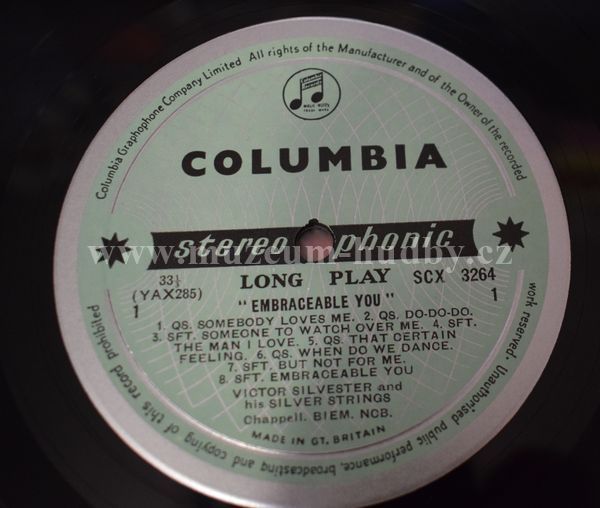 Columbia Graphophone Company Limited All rights of the Manufacturer and of the Owner of the recorded work reserved. Unauthorised public performance, broadcasting and copying of this record prohibited
COLUMBIA
stereophonic
www.muzeum-hudby.cz
33⅓ LONG PLAY SCX 3264
(YAX285) "EMBRACEABLE YOU"
1 1
1. QS. SOMEBODY LOVES ME. 2. QS. DO-DO-DO.
3. SFT. SOMEONE TO WATCH OVER ME. 4. SFT.
THE MAN I LOVE. 5. QS. THAT CERTAIN
FEELING. 6. QS. WHEN DO WE DANCE.
7. SFT. BUT NOT FOR ME.
8. SFT. EMBRACEABLE YOU
VICTOR SILVESTER and
his SILVER STRINGS
Chappell. BIEM. NCB.
MADE IN GT. BRITAIN